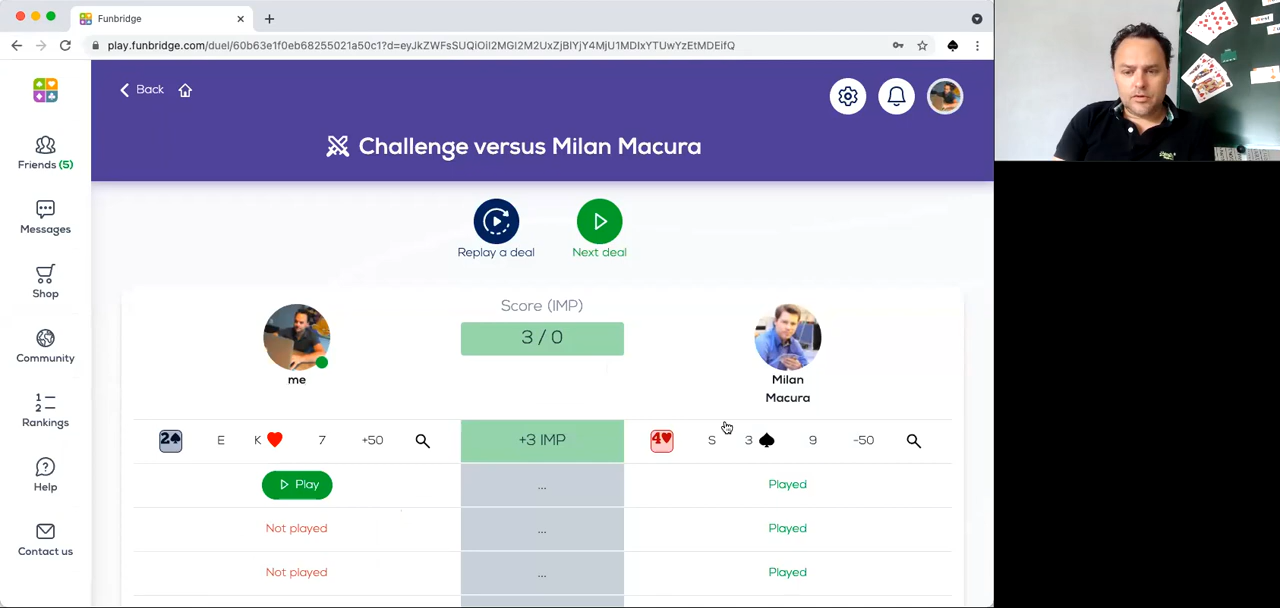 Funbridge
play.funbridge.com/duel/60b63e1f0eb68255021a50c1?d=eyJkZWFsSUQiOiI2MGI2M2UxZjBlYjY4MjU1MDIxYTUwYzEtMDEifQ
Back
Challenge versus Milan Macura
Friends (5)
Messages
Shop
Community
Rankings
Help
Contact us
Replay a deal Next deal
Score (IMP)
3 / 0
me
Milan
Macura
2♠ E K♥ 7 +50 +3 IMP 4♥ S 3♠ 9 -50
Play ... Played
Not played ... Played
Not played ... Played